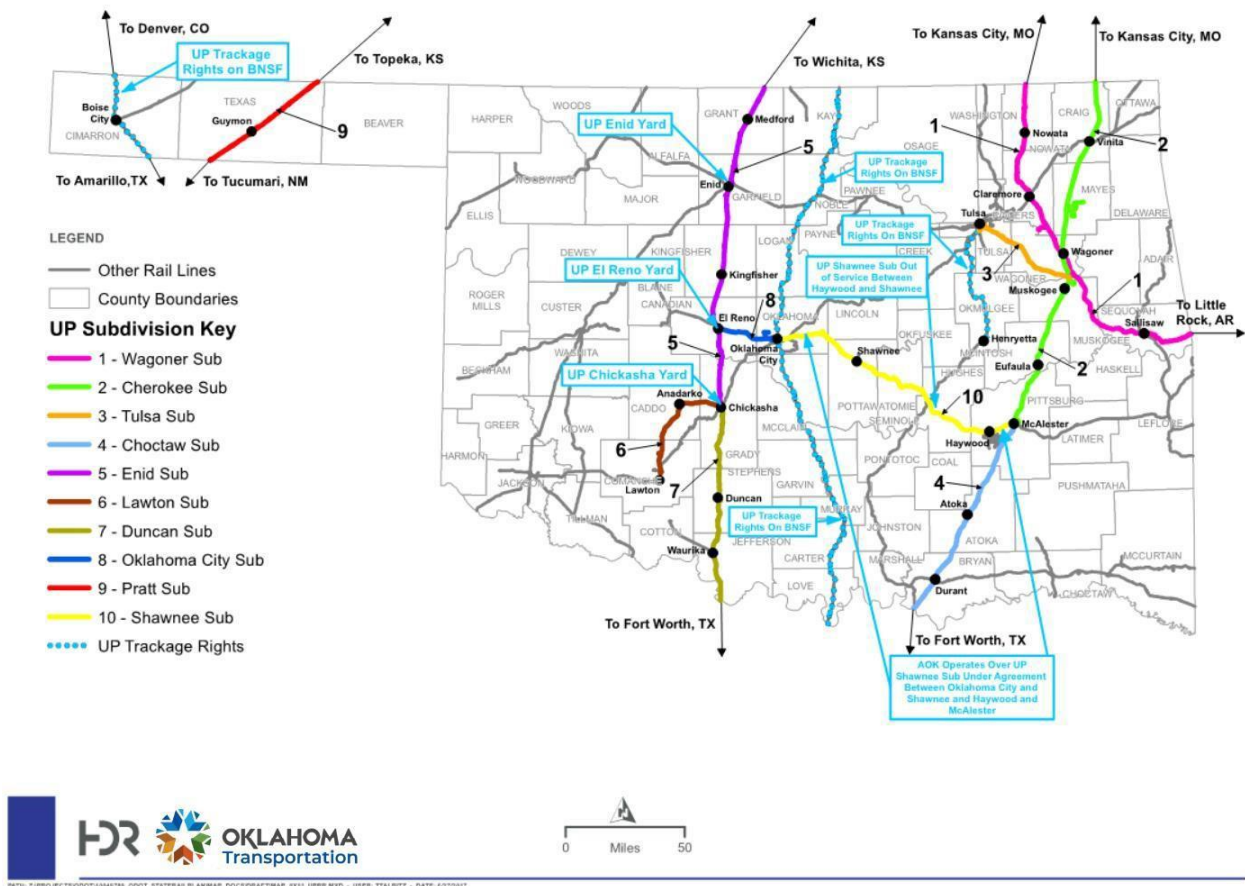 To Denver, CO
UP Trackage
Rights on BNSF
To Topeka, KS
Boise
City
CIMARRON
TEXAS
Guymon
9
BEAVER
To Amarillo,TX
To Tucumari, NM
To Wichita, KS
To Kansas City, MO
To Kansas City, MO
HARPER
WOODS
ALFALFA
GRANT
Medford
KAY
OSAGE
WASHINGTON
NOWATA
Nowata
CRAIG
OTTAWA
Vinita
1
2
UP Enid Yard
5
UP Trackage
Rights On BNSF
WOODWARD
ELLIS
MAJOR
Enid
GARFIELD
NOBLE
PAWNEE
PAYNE
Claremore
ROGERS
MAYES
DELAWARE
Tulsa
TULSA
UP Trackage
Rights On BNSF
CREEK
3
Wagoner
WAGONER
ADAIR
DEWEY
KINGFISHER
LOGAN
UP El Reno Yard
Kingfisher
BLAINE
CANADIAN
UP Shawnee Sub Out
of Service Between
Haywood and Shawnee
Muskogee
1
ROGER
MILLS
CUSTER
El Reno
8
OKLAHOMA
Oklahoma
City
LINCOLN
OKFUSKEE
OKMULGEE
Henryetta
MCINTOSH
SEQUOYAH
Sallisaw
MUSKOGEE
HASKELL
To Little
Rock, AR
5
Shawnee
HUGHES
Eufaula
2
WASHITA
BECKHAM
UP Chickasha Yard
Anadarko
CADDO
Chickasha
POTTAWATOMIE
SEMINOLE
10
PITTSBURG
McAlester
LATIMER
LEFLORE
GREER
KIOWA
6
MCCLAIN
GRADY
Haywood
HARMON
JACKSON
COMANCHE
Lawton
7
STEPHENS
GARVIN
PONTOTOC
COAL
4
PUSHMATAHA
Duncan
TILLMAN
UP Trackage
Rights On BNSF
MURRAY
Atoka
JOHNSTON
ATOKA
COTTON
Waurika
JEFFERSON
CARTER
MARSHALL
BRYAN
MCCURTAIN
LOVE
Durant
CHOCTAW
To Fort Worth, TX
To Fort Worth, TX
AOK Operates Over UP
Shawnee Sub Under Agreement
Between Oklahoma City and
Shawnee and Haywood and
McAlester
LEGEND
Other Rail Lines
County Boundaries
UP Subdivision Key
1 - Wagoner Sub
2 - Cherokee Sub
3 - Tulsa Sub
4 - Choctaw Sub
5 - Enid Sub
6 - Lawton Sub
7 - Duncan Sub
8 - Oklahoma City Sub
9 - Pratt Sub
10 - Shawnee Sub
UP Trackage Rights
HDR
OKLAHOMA
Transportation
N
0 Miles 50